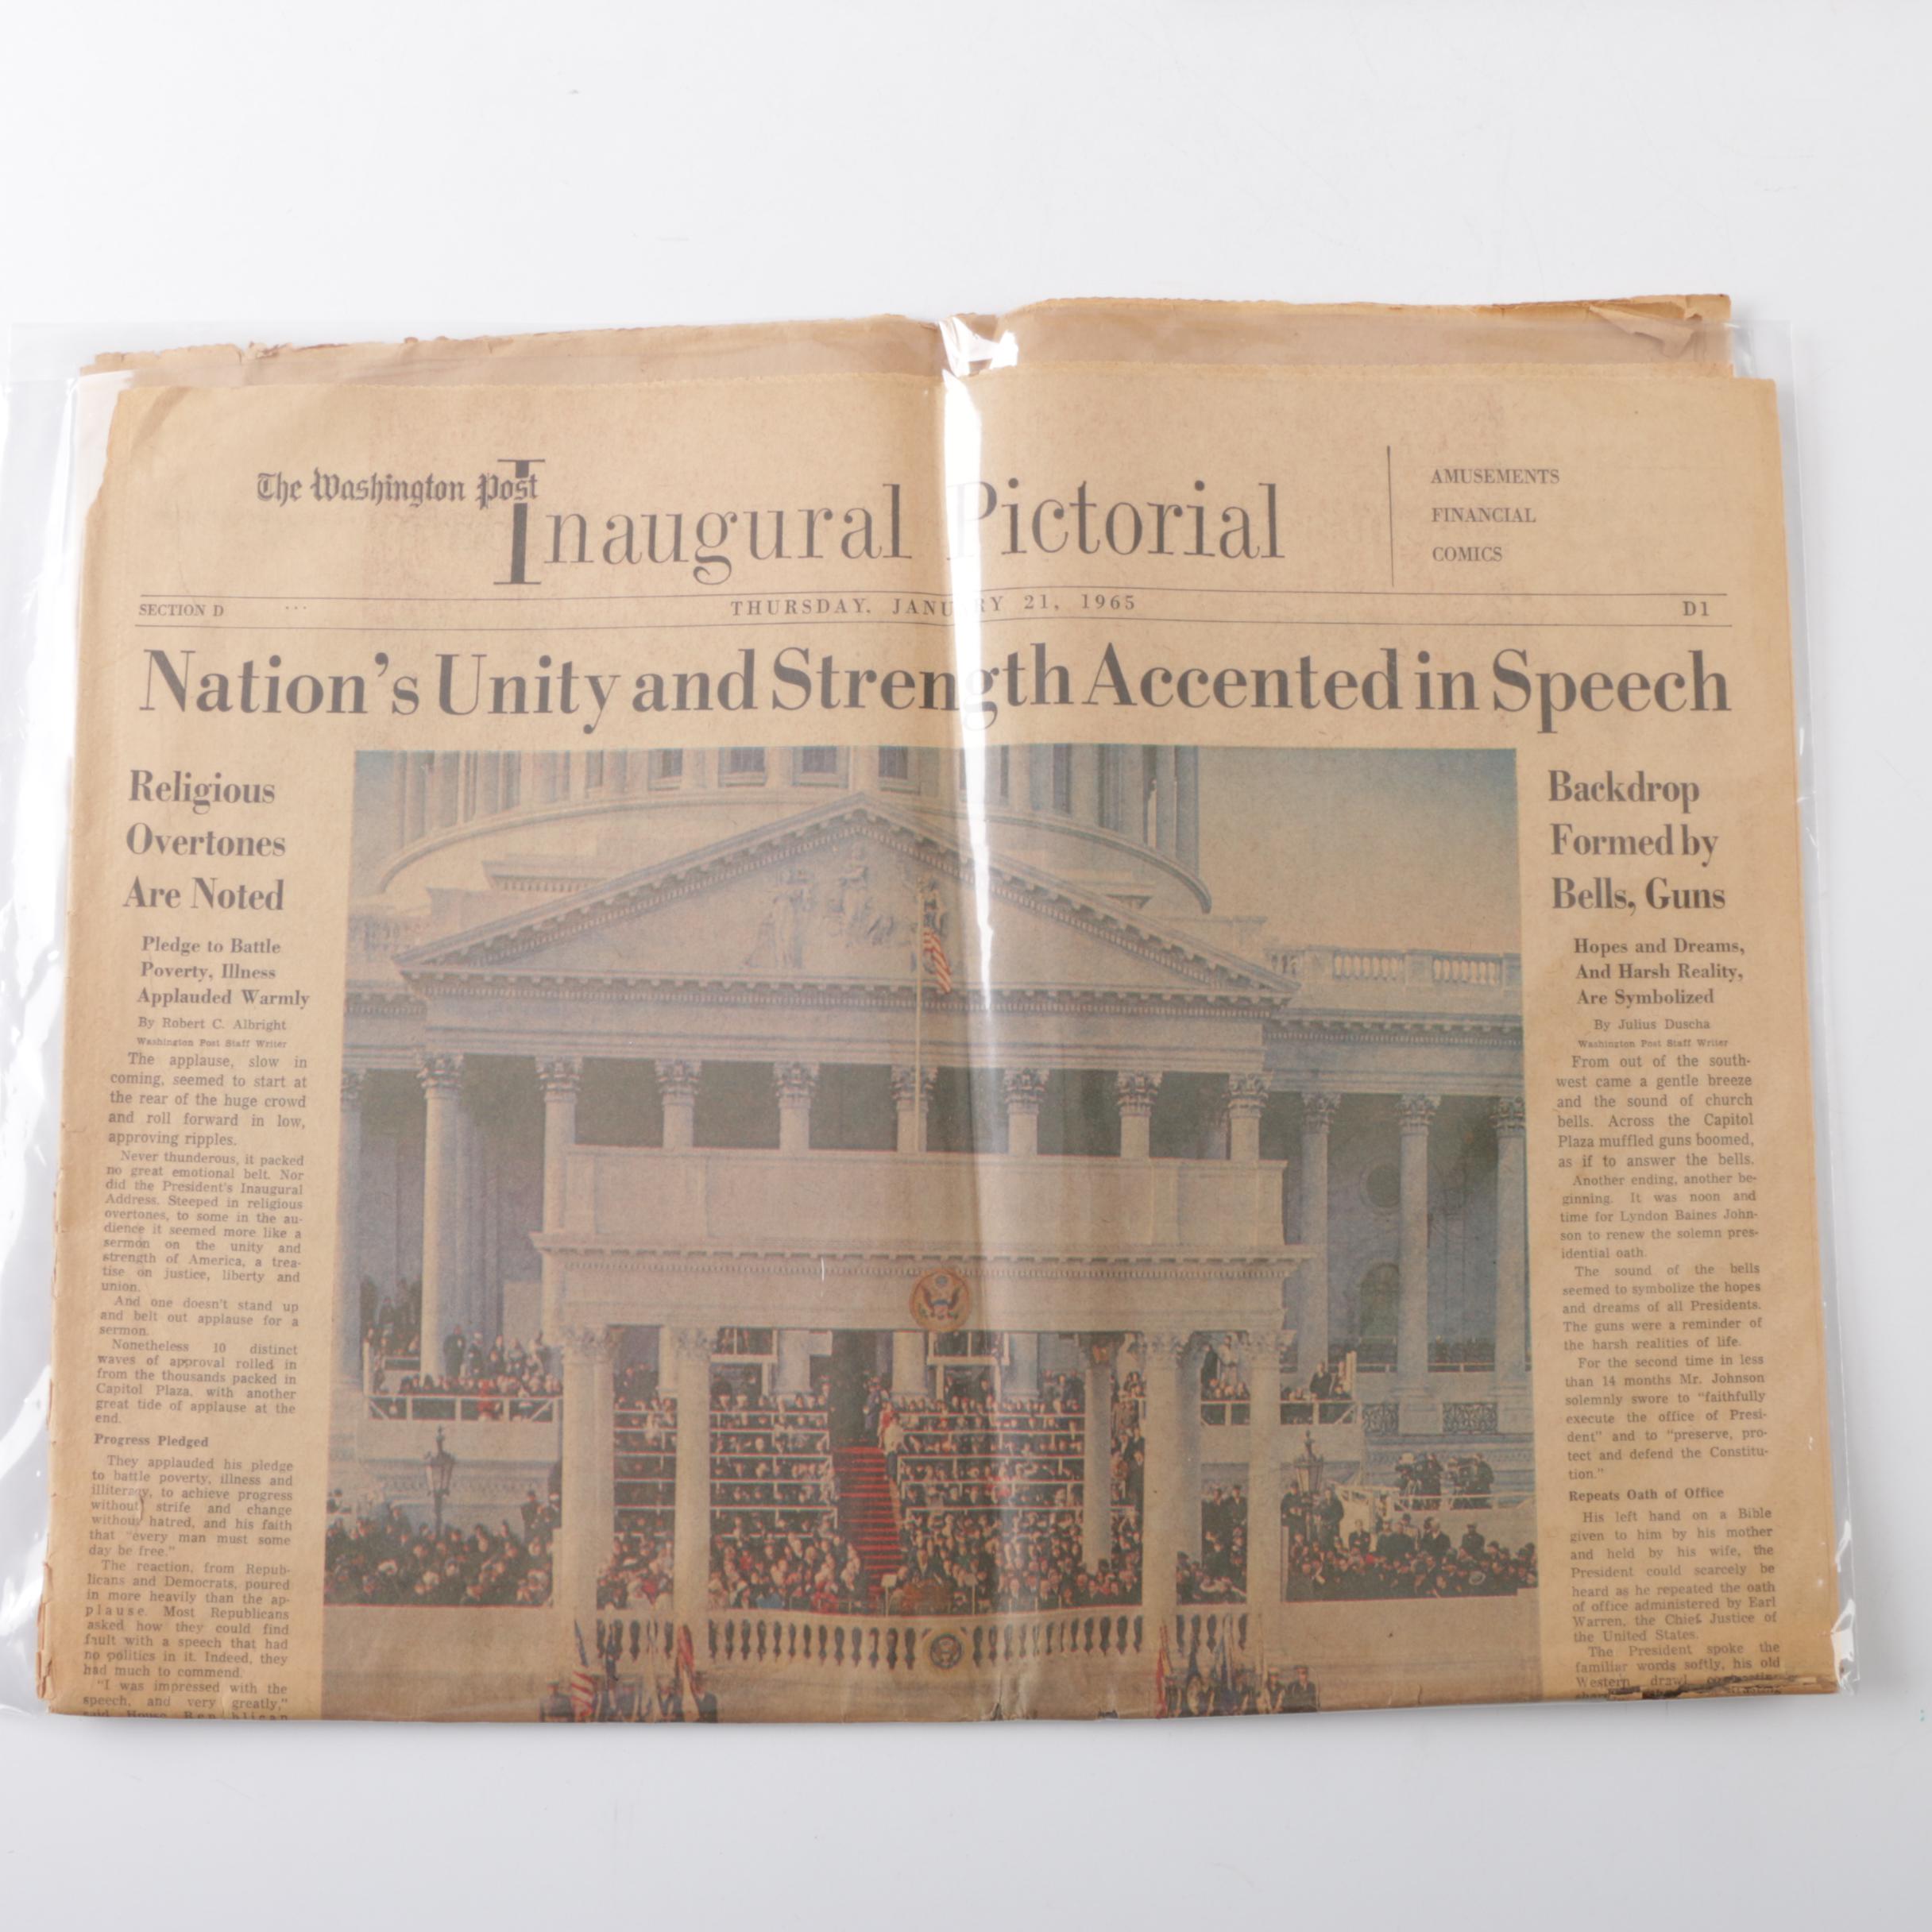 The Washington Post
Inaugural Pictorial
AMUSEMENTS
FINANCIAL
COMICS
SECTION D ...
THURSDAY, JANUARY 21, 1965
D1
Nation's Unity and Strength Accented in Speech
Religious
Overtones
Are Noted
Pledge to Battle
Poverty, Illness
Applauded Warmly
By Robert C. Albright
Washington Post Staff Writer
The applause, slow in
coming, seemed to start at
the rear of the huge crowd
and roll forward in low,
approving ripples.
Never thunderous, it packed
no great emotional belt. Nor
did the President's Inaugural
Address. Steeped in religious
overtones, to some in the au-
dience it seemed more like a
sermon on the unity and
strength of America, a trea-
tise on justice, liberty and
union.
And one doesn't stand up
and belt out applause for a
sermon.
Nonetheless 10 distinct
waves of approval rolled in
from the thousands packed in
Capitol Plaza, with another
great tide of applause at the
end.
Progress Pledged
They applauded his pledge
to battle poverty, illness and
illiteracy, to achieve progress
without strife and change
without hatred, and his faith
that "every man must some
day be free."
The reaction, from Repub-
licans and Democrats, poured
in more heavily than the ap-
plause. Most Republicans
asked how they could find
fault with a speech that had
no politics in it. Indeed, they
had much to commend.
"I was impressed with the
speech, and very greatly,"
said House Republican
Backdrop
Formed by
Bells, Guns
Hopes and Dreams,
And Harsh Reality,
Are Symbolized
By Julius Duscha
Washington Post Staff Writer
From out of the south-
west came a gentle breeze
and the sound of church
bells. Across the Capitol
Plaza muffled guns boomed,
as if to answer the bells.
Another ending, another be-
ginning. It was noon and
time for Lyndon Baines John-
son to renew the solemn pres-
idential oath.
The sound of the bells
seemed to symbolize the hopes
and dreams of all Presidents.
The guns were a reminder of
the harsh realities of life.
For the second time in less
than 14 months Mr. Johnson
solemnly swore to "faithfully
execute the office of Presi-
dent" and to "preserve, pro-
tect and defend the Constitu-
tion."
Repeats Oath of Office
His left hand on a Bible
given to him by his mother
and held by his wife, the
President could scarcely be
heard as he repeated the oath
of office administered by Earl
Warren, the Chief Justice of
the United States.
The President spoke the
familiar words softly, his old
Western drawl